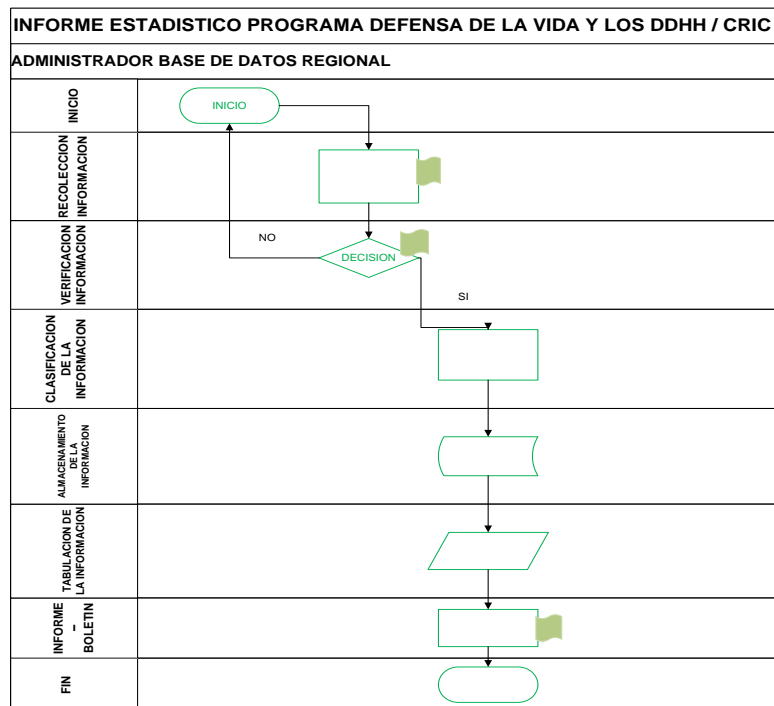 INFORME ESTADISTICO PROGRAMA DEFENSA DE LA VIDA Y LOS DDHH / CRIC
ADMINISTRADOR BASE DE DATOS REGIONAL
INICIO
INICIO
RECOLECCION
INFORMACION
VERIFICACION
INFORMACION
NO
DECISION
SI
CLASIFICACION
DE LA
INFORMACION
ALMACENAMIENTO
DE LA
INFORMACION
TABULACION DE
LA INFORMACION
INFORME
-
BOLETIN
FIN